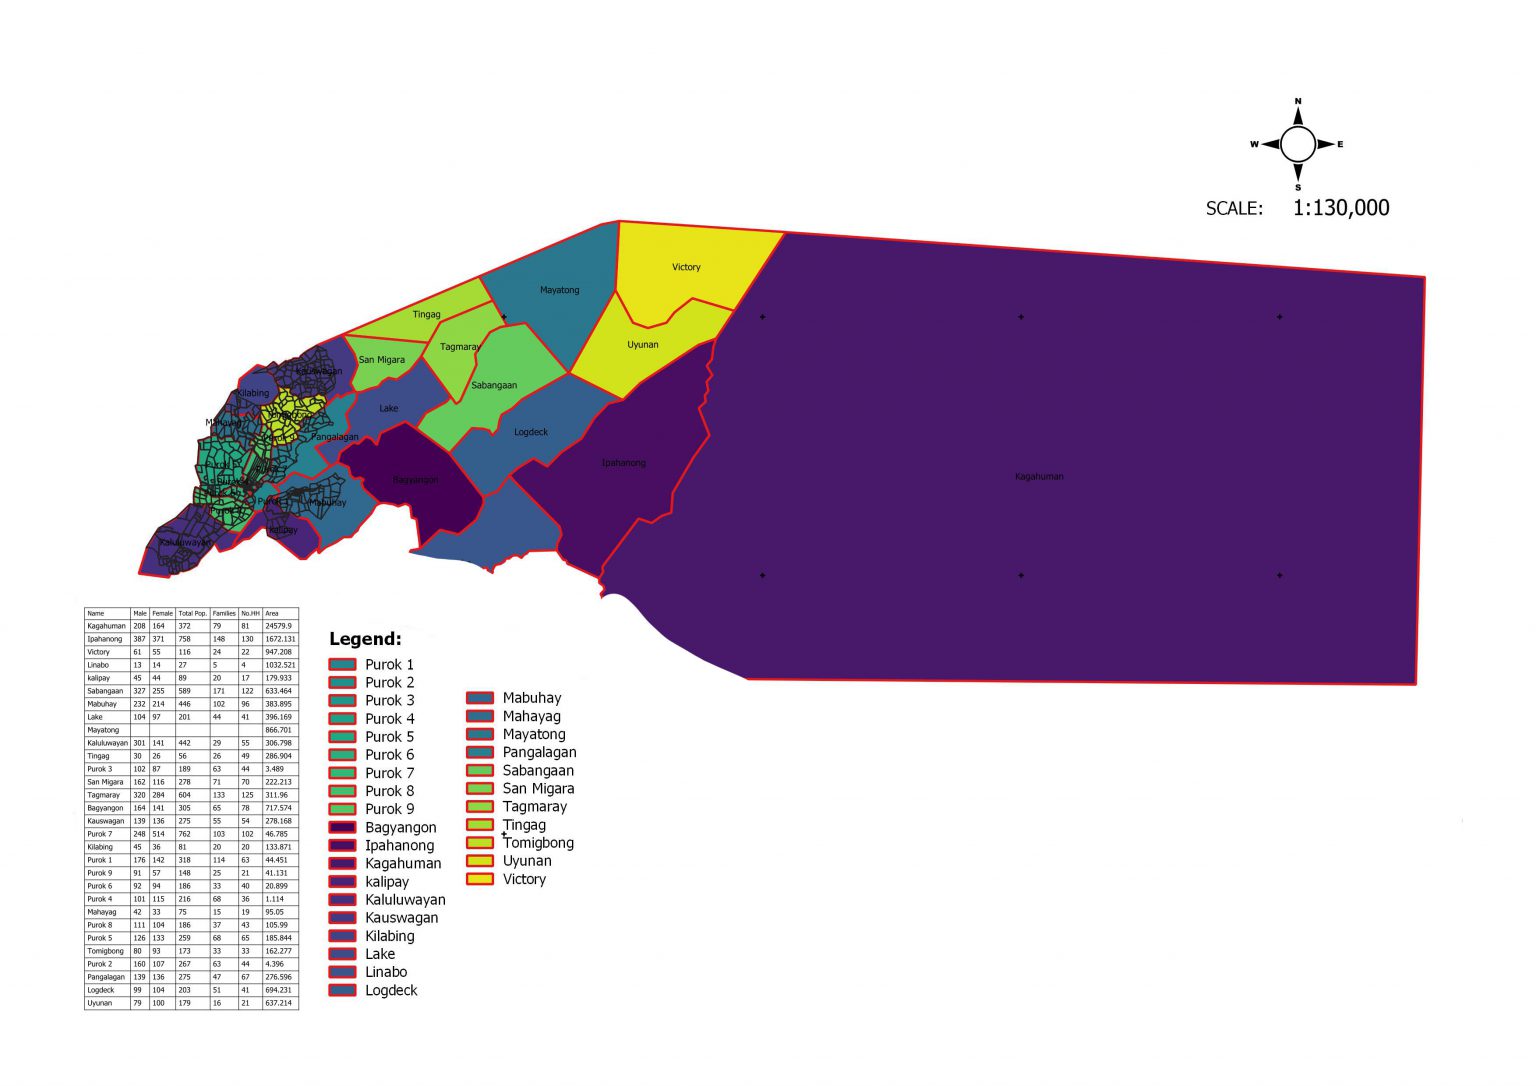 N
W E
S
SCALE: 1:130,000
Victory
Mayatong
Tingag
Uyunan
Tagmaray
San Migara
Kauswagan
Sabangaan
Kilabing
Lake
Mahayag
Logdeck
Pangalagan
Ipahanong
Kagahuman
Bagyangon
Mabuhay
kalipay
Kaluluwayan
Name Male Female Total Pop. Families No.HH Area
Kagahuman 208 164 372 79 81 24579.9
Ipahanong 387 371 758 148 130 1672.131
Victory 61 55 116 24 22 947.208
Linabo 13 14 27 5 4 1032.521
kalipay 45 44 89 20 17 179.933
Sabangaan 327 255 589 171 122 633.464
Mabuhay 232 214 446 102 96 383.895
Lake 104 97 201 44 41 396.169
Mayatong 866.701
Kaluluwayan 301 141 442 29 55 306.798
Tingag 30 26 56 26 49 286.904
Purok 3 102 87 189 63 44 3.489
San Migara 162 116 278 71 70 222.213
Tagmaray 320 284 604 133 125 311.96
Bagyangon 164 141 305 65 78 717.574
Kauswagan 139 136 275 55 54 278.168
Purok 7 248 514 762 103 102 46.785
Kilabing 45 36 81 20 20 133.871
Purok 1 176 142 318 114 63 44.451
Purok 9 91 57 148 25 21 41.131
Purok 6 92 94 186 33 40 20.899
Purok 4 101 115 216 68 36 1.114
Mahayag 42 33 75 15 19 95.05
Purok 8 111 104 186 37 43 105.99
Purok 5 126 133 259 68 65 185.844
Tomigbong 80 93 173 33 33 162.277
Purok 2 160 107 267 63 44 4.396
Pangalagan 139 136 275 47 67 276.596
Logdeck 99 104 203 51 41 694.231
Uyunan 79 100 179 16 21 637.214
Legend:
Purok 1
Purok 2
Purok 3
Purok 4
Purok 5
Purok 6
Purok 7
Purok 8
Purok 9
Bagyangon
Ipahanong
Kagahuman
kalipay
Kaluluwayan
Kauswagan
Kilabing
Lake
Linabo
Logdeck
Mabuhay
Mahayag
Mayatong
Pangalagan
Sabangaan
San Migara
Tagmaray
Tingag
Tomigbong
Uyunan
Victory